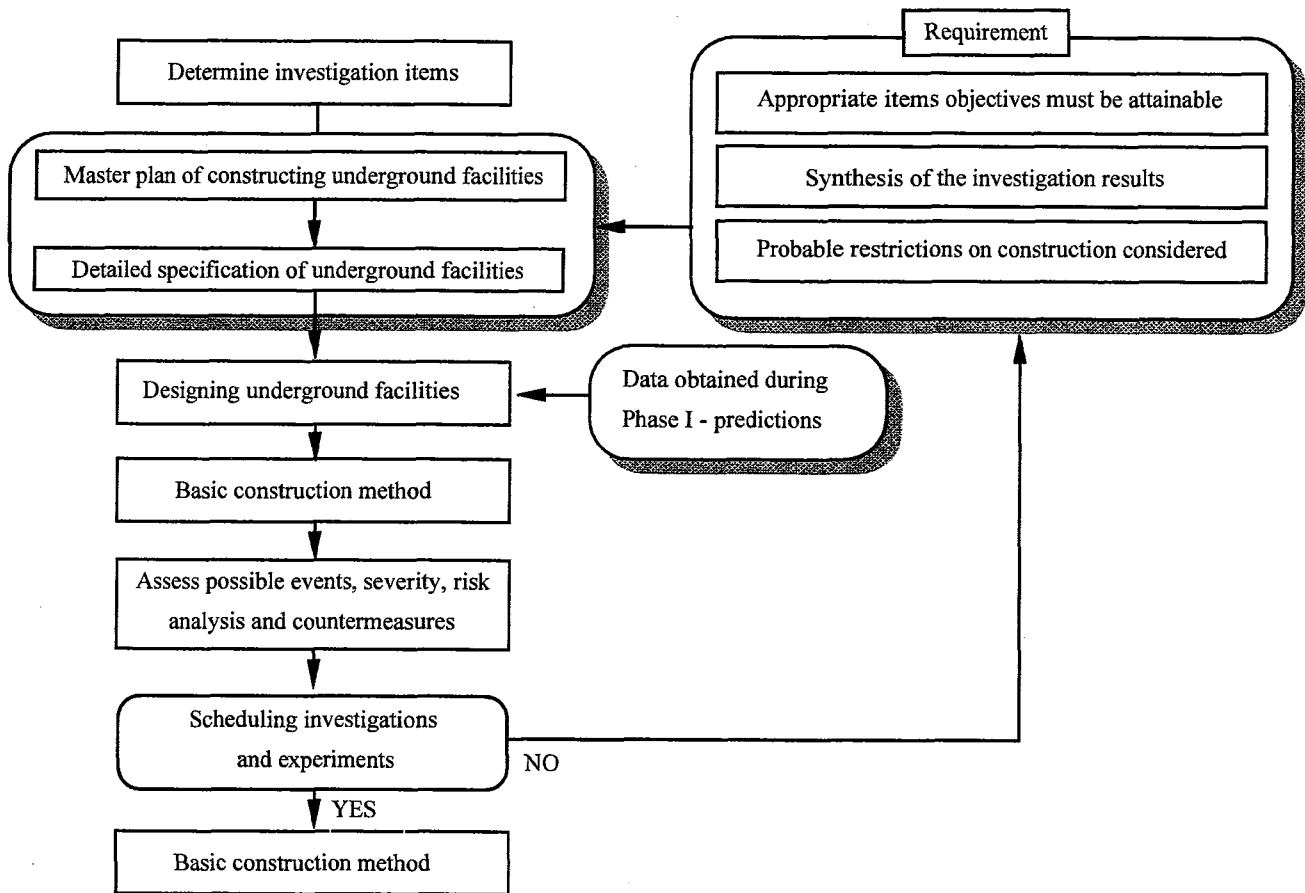 Determine investigation items
Master plan of constructing underground facilities
Detailed specification of underground facilities
Requirement
Appropriate items objectives must be attainable
Synthesis of the investigation results
Probable restrictions on construction considered
Designing underground facilities
Data obtained during
Phase I - predictions
Basic construction method
Assess possible events, severity, risk
analysis and countermeasures
Scheduling investigations
and experiments
NO
YES
Basic construction method